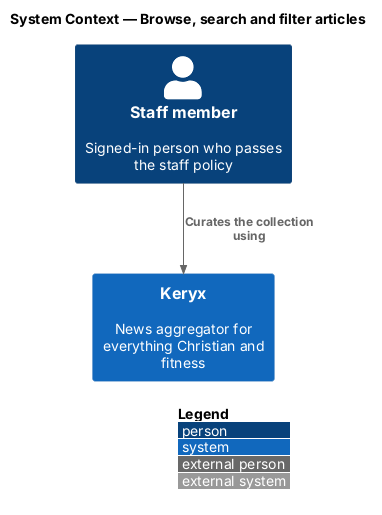 System Context — Browse, search and filter articles
Staff member
Signed-in person who passes
the staff policy
Curates the collection
using
Keryx
News aggregator for
everything Christian and
fitness
Legend
person
system
external person
external system